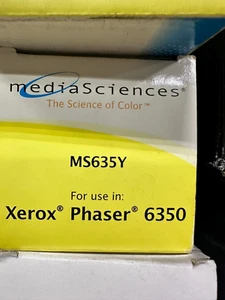 mediaSciences®
The Science of Color™
MS635Y
For use in:
Xerox® Phaser® 6350